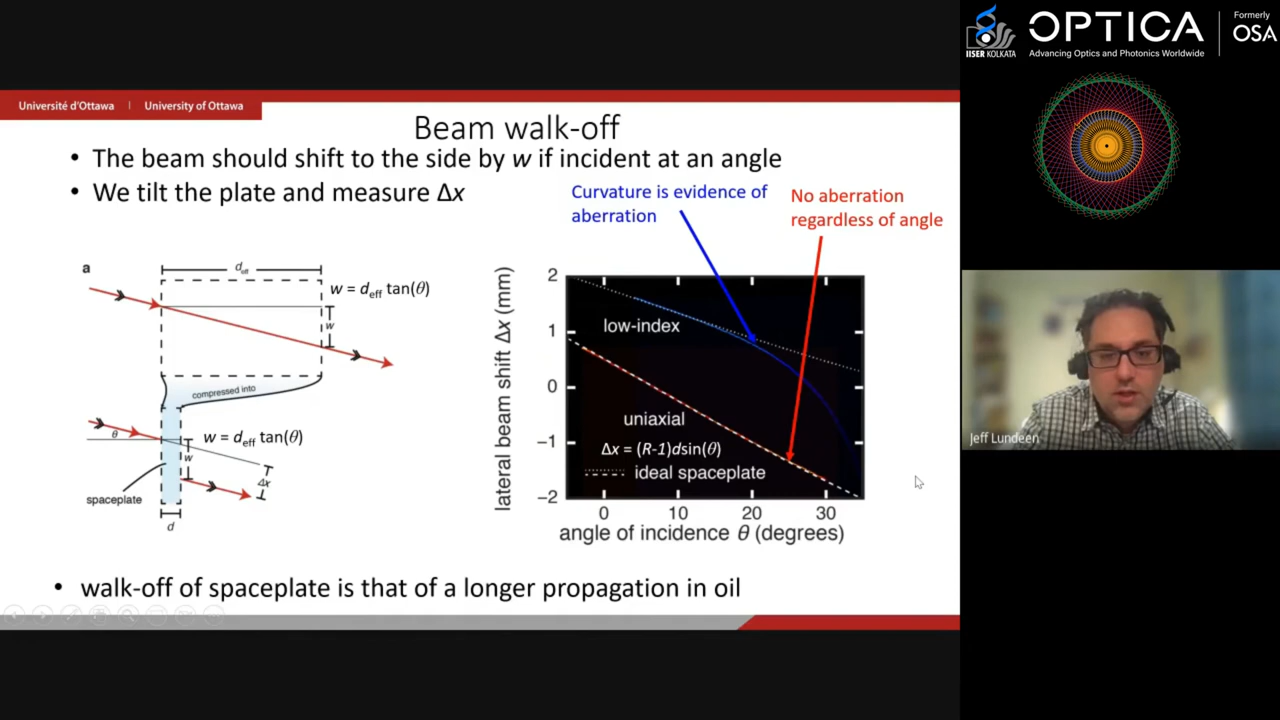 Université d'Ottawa | University of Ottawa
Beam walk-off
• The beam should shift to the side by w if incident at an angle
• We tilt the plate and measure Δx
Curvature is evidence of
aberration
No aberration
regardless of angle
a
d_eff
w = d_eff tan(θ)
w
compressed into
θ
w = d_eff tan(θ)
w
Δx
spaceplate
d
lateral beam shift Δx (mm)
2
1
0
−1
−2
low-index
uniaxial
Δx = (R-1)dsin(θ)
ideal spaceplate
0 10 20 30
angle of incidence θ (degrees)
• walk-off of spaceplate is that of a longer propagation in oil
IISER KOLKATA
OPTICA
Advancing Optics and Photonics Worldwide
Formerly
OSA
Jeff Lundeen